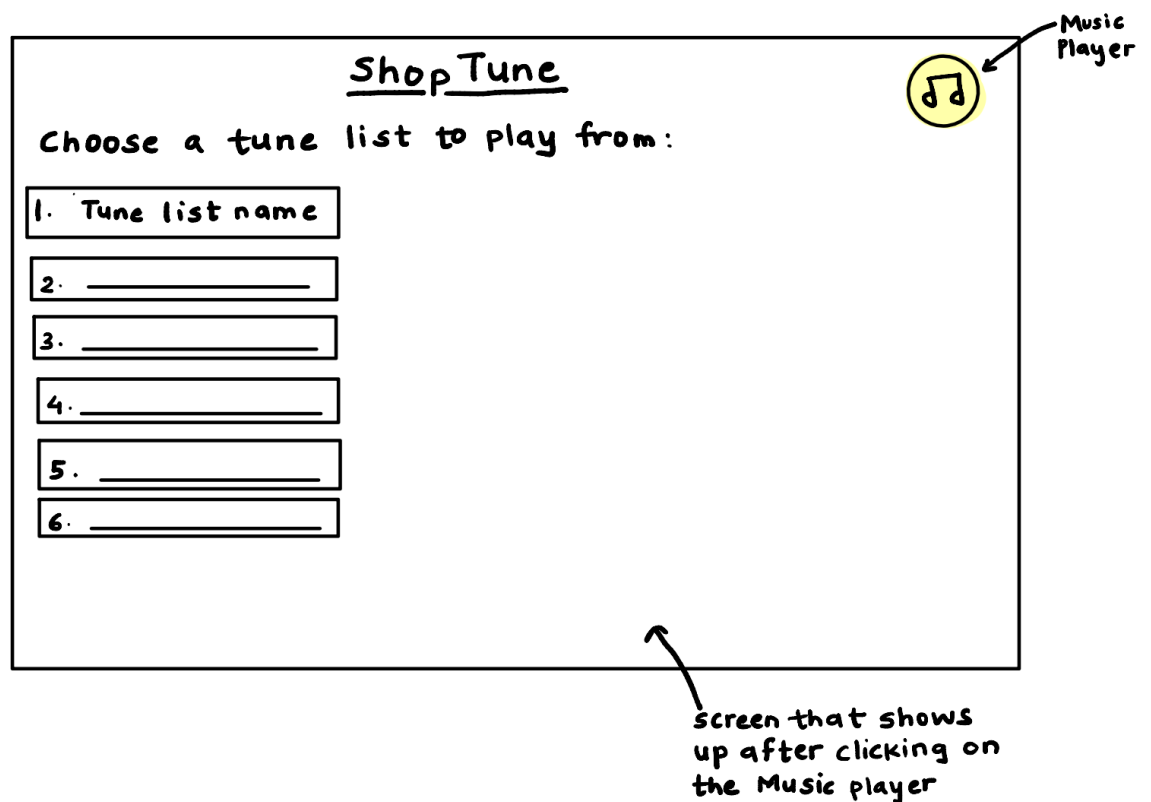 Music
Player
ShopTune
Choose a tune list to play from:
1. Tune list name
2.
3.
4.
5.
6.
screen that shows
up after clicking on
the Music player